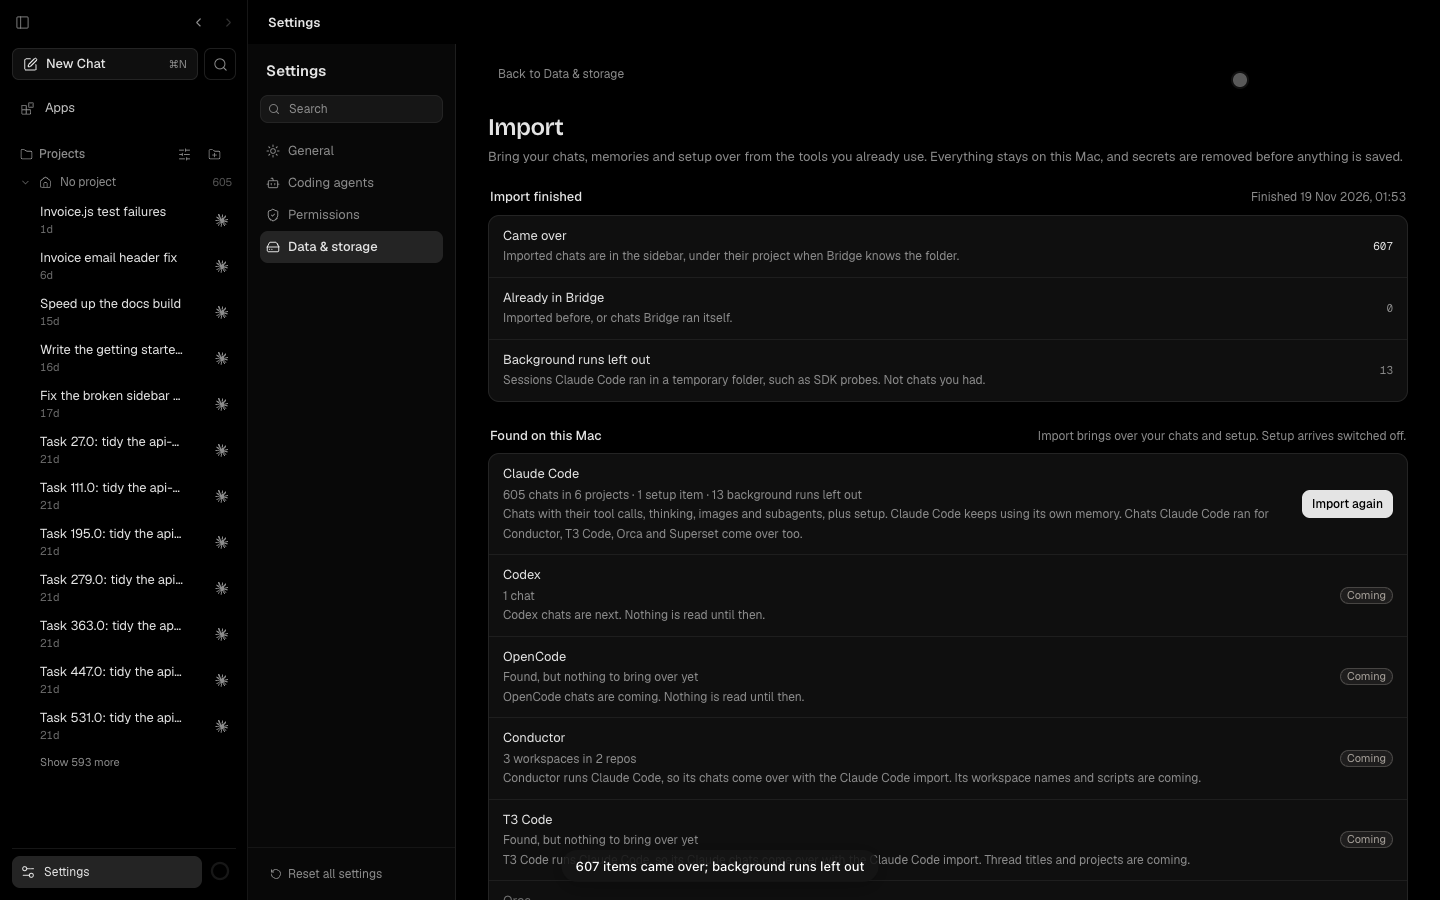 Settings
New Chat
⌘N
Apps
Projects
No project
605
Invoice.js test failures
1d
Invoice email header fix
6d
Speed up the docs build
15d
Write the getting starte…
16d
Fix the broken sidebar …
17d
Task 27.0: tidy the api-…
21d
Task 111.0: tidy the api-…
21d
Task 195.0: tidy the api…
21d
Task 279.0: tidy the api…
21d
Task 363.0: tidy the ap…
21d
Task 447.0: tidy the api…
21d
Task 531.0: tidy the api…
21d
Show 593 more
Settings
Settings
Search
General
Coding agents
Permissions
Data & storage
Reset all settings
Back to Data & storage
Import
Bring your chats, memories and setup over from the tools you already use. Everything stays on this Mac, and secrets are removed before anything is saved.
Import finished
Finished 19 Nov 2026, 01:53
Came over
Imported chats are in the sidebar, under their project when Bridge knows the folder.
607
Already in Bridge
Imported before, or chats Bridge ran itself.
0
Background runs left out
Sessions Claude Code ran in a temporary folder, such as SDK probes. Not chats you had.
13
Found on this Mac
Import brings over your chats and setup. Setup arrives switched off.
Claude Code
605 chats in 6 projects · 1 setup item · 13 background runs left out
Chats with their tool calls, thinking, images and subagents, plus setup. Claude Code keeps using its own memory. Chats Claude Code ran for
Conductor, T3 Code, Orca and Superset come over too.
Import again
Codex
1 chat
Codex chats are next. Nothing is read until then.
Coming
OpenCode
Found, but nothing to bring over yet
OpenCode chats are coming. Nothing is read until then.
Coming
Conductor
3 workspaces in 2 repos
Conductor runs Claude Code, so its chats come over with the Claude Code import. Its workspace names and scripts are coming.
Coming
T3 Code
Found, but nothing to bring over yet
T3 Code runs Claude Code, so its Claude chats come over with the Claude Code import. Thread titles and projects are coming.
Coming
607 items came over; background runs left out
Orca